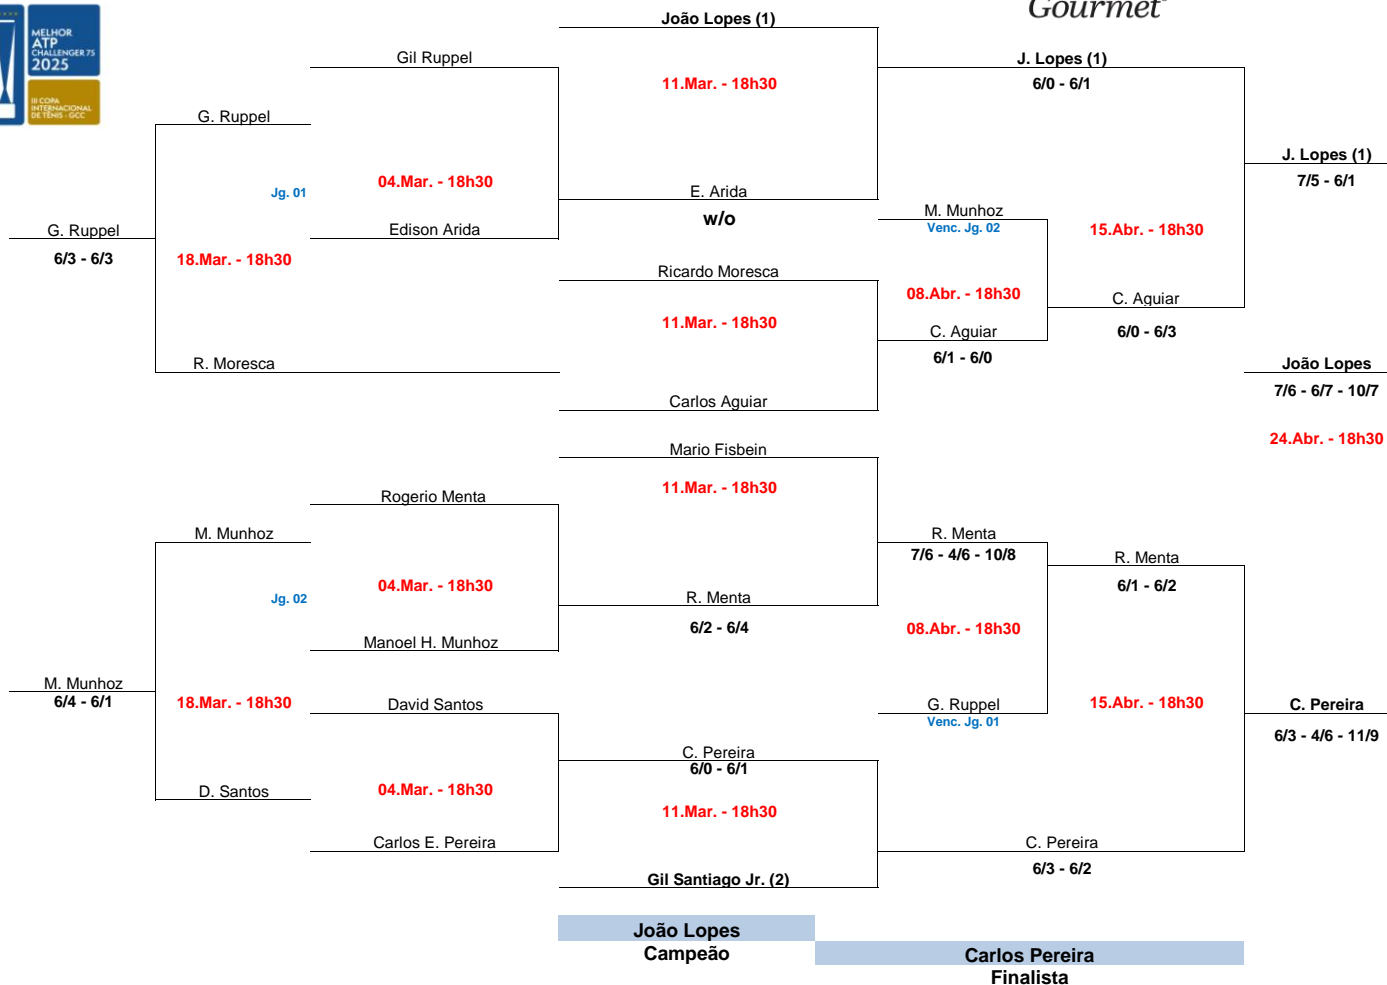 Gourmet
MELHOR
ATP
CHALLENGER 75
2025
III COPA
INTERNACIONAL
DE TÊNIS - GCC
João Lopes (1)
Gil Ruppel
J. Lopes (1)
11.Mar. - 18h30
6/0 - 6/1
G. Ruppel
J. Lopes (1)
04.Mar. - 18h30
7/5 - 6/1
Jg. 01
E. Arida
M. Munhoz
w/o
Venc. Jg. 02
G. Ruppel
Edison Arida
15.Abr. - 18h30
6/3 - 6/3
18.Mar. - 18h30
Ricardo Moresca
08.Abr. - 18h30
C. Aguiar
11.Mar. - 18h30
C. Aguiar
6/0 - 6/3
6/1 - 6/0
R. Moresca
João Lopes
7/6 - 6/7 - 10/7
Carlos Aguiar
24.Abr. - 18h30
Mario Fisbein
11.Mar. - 18h30
Rogerio Menta
M. Munhoz
R. Menta
7/6 - 4/6 - 10/8
R. Menta
04.Mar. - 18h30
6/1 - 6/2
Jg. 02
R. Menta
6/2 - 6/4
08.Abr. - 18h30
Manoel H. Munhoz
M. Munhoz
6/4 - 6/1
18.Mar. - 18h30
David Santos
G. Ruppel
Venc. Jg. 01
15.Abr. - 18h30
C. Pereira
6/3 - 4/6 - 11/9
C. Pereira
6/0 - 6/1
D. Santos
04.Mar. - 18h30
11.Mar. - 18h30
Carlos E. Pereira
C. Pereira
6/3 - 6/2
Gil Santiago Jr. (2)
João Lopes
Campeão
Carlos Pereira
Finalista